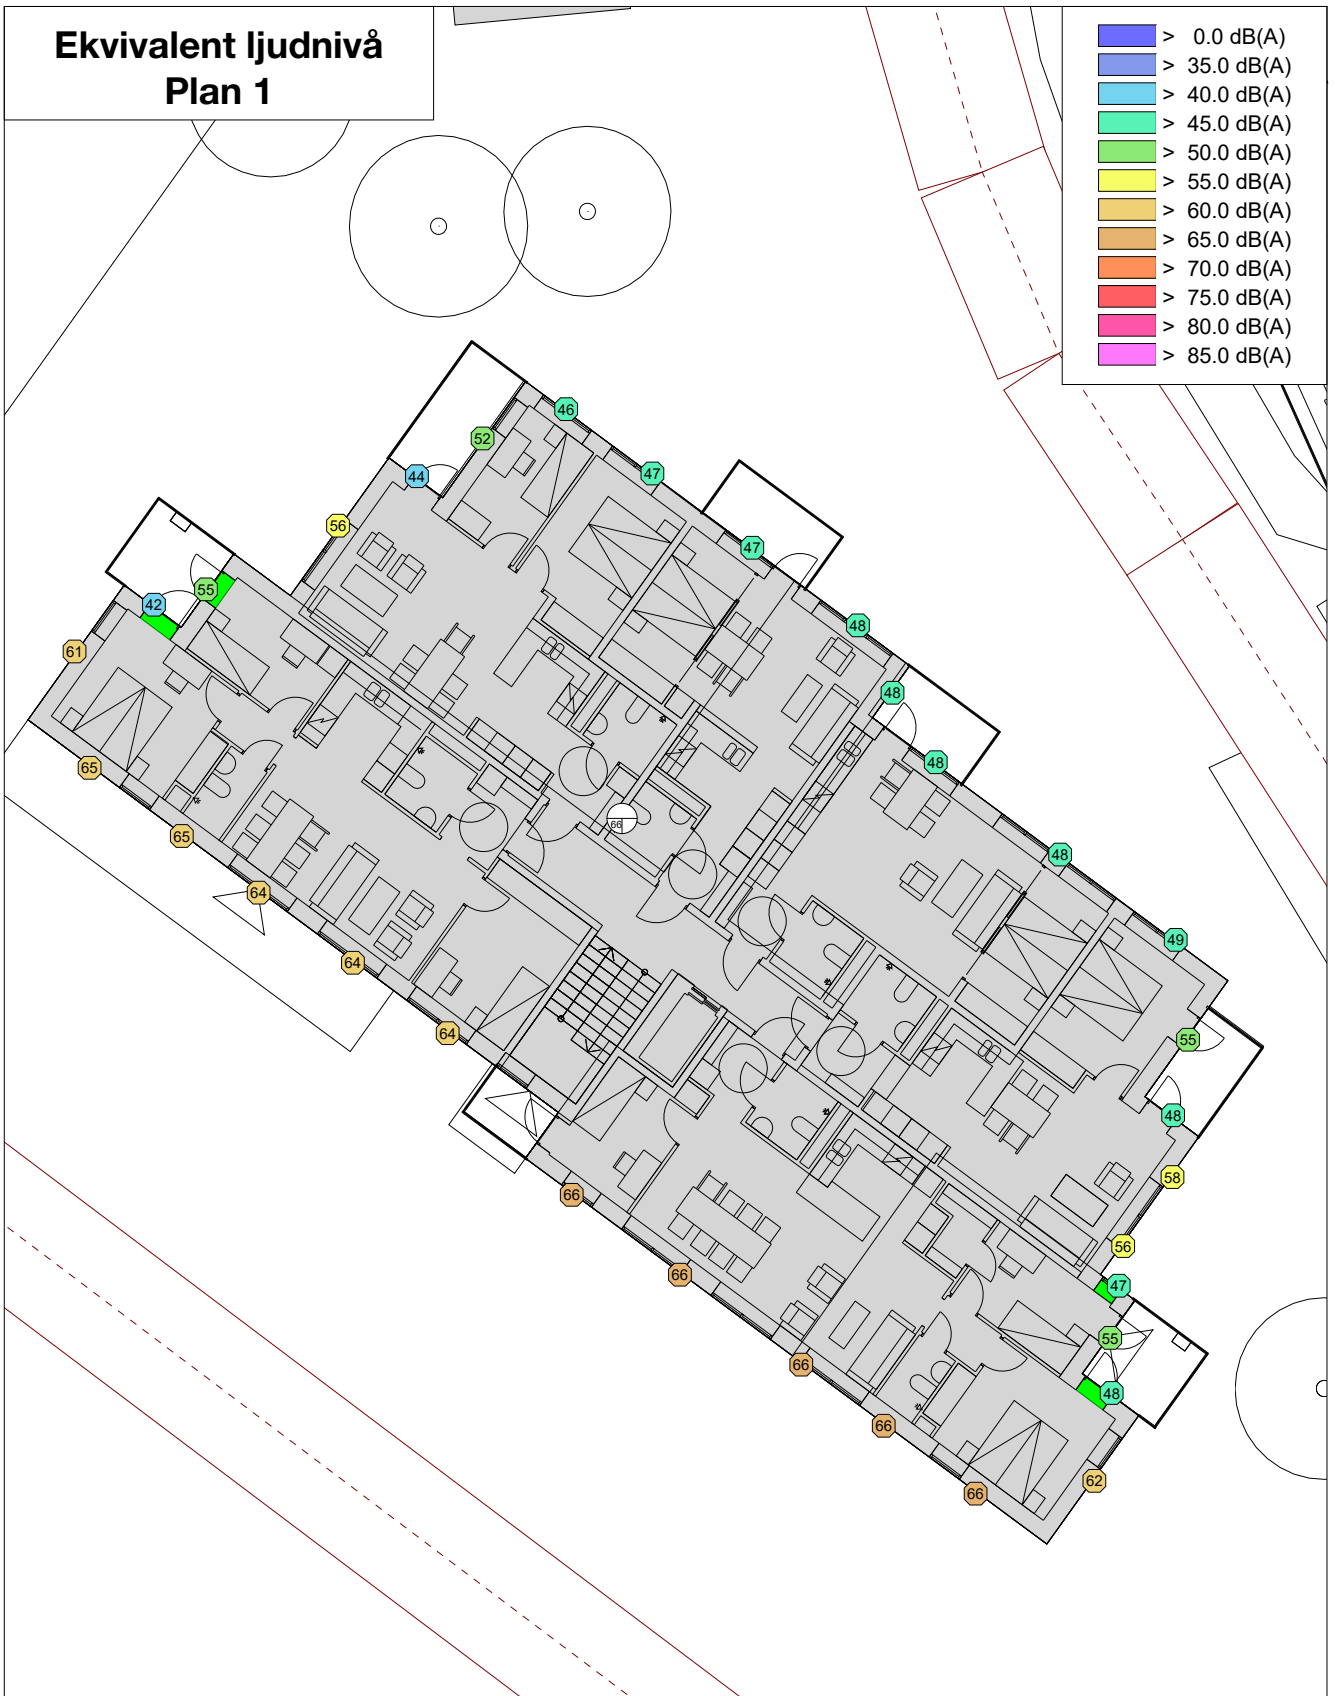 Ekvivalent ljudnivå
Plan 1
> 0.0 dB(A)
> 35.0 dB(A)
> 40.0 dB(A)
> 45.0 dB(A)
> 50.0 dB(A)
> 55.0 dB(A)
> 60.0 dB(A)
> 65.0 dB(A)
> 70.0 dB(A)
> 75.0 dB(A)
> 80.0 dB(A)
> 85.0 dB(A)
46
52
47
44
56
47
55
42
48
61
48
48
65
66
65
48
64
49
64
64
55
48
58
66
56
66
47
55
66
48
66
62
66